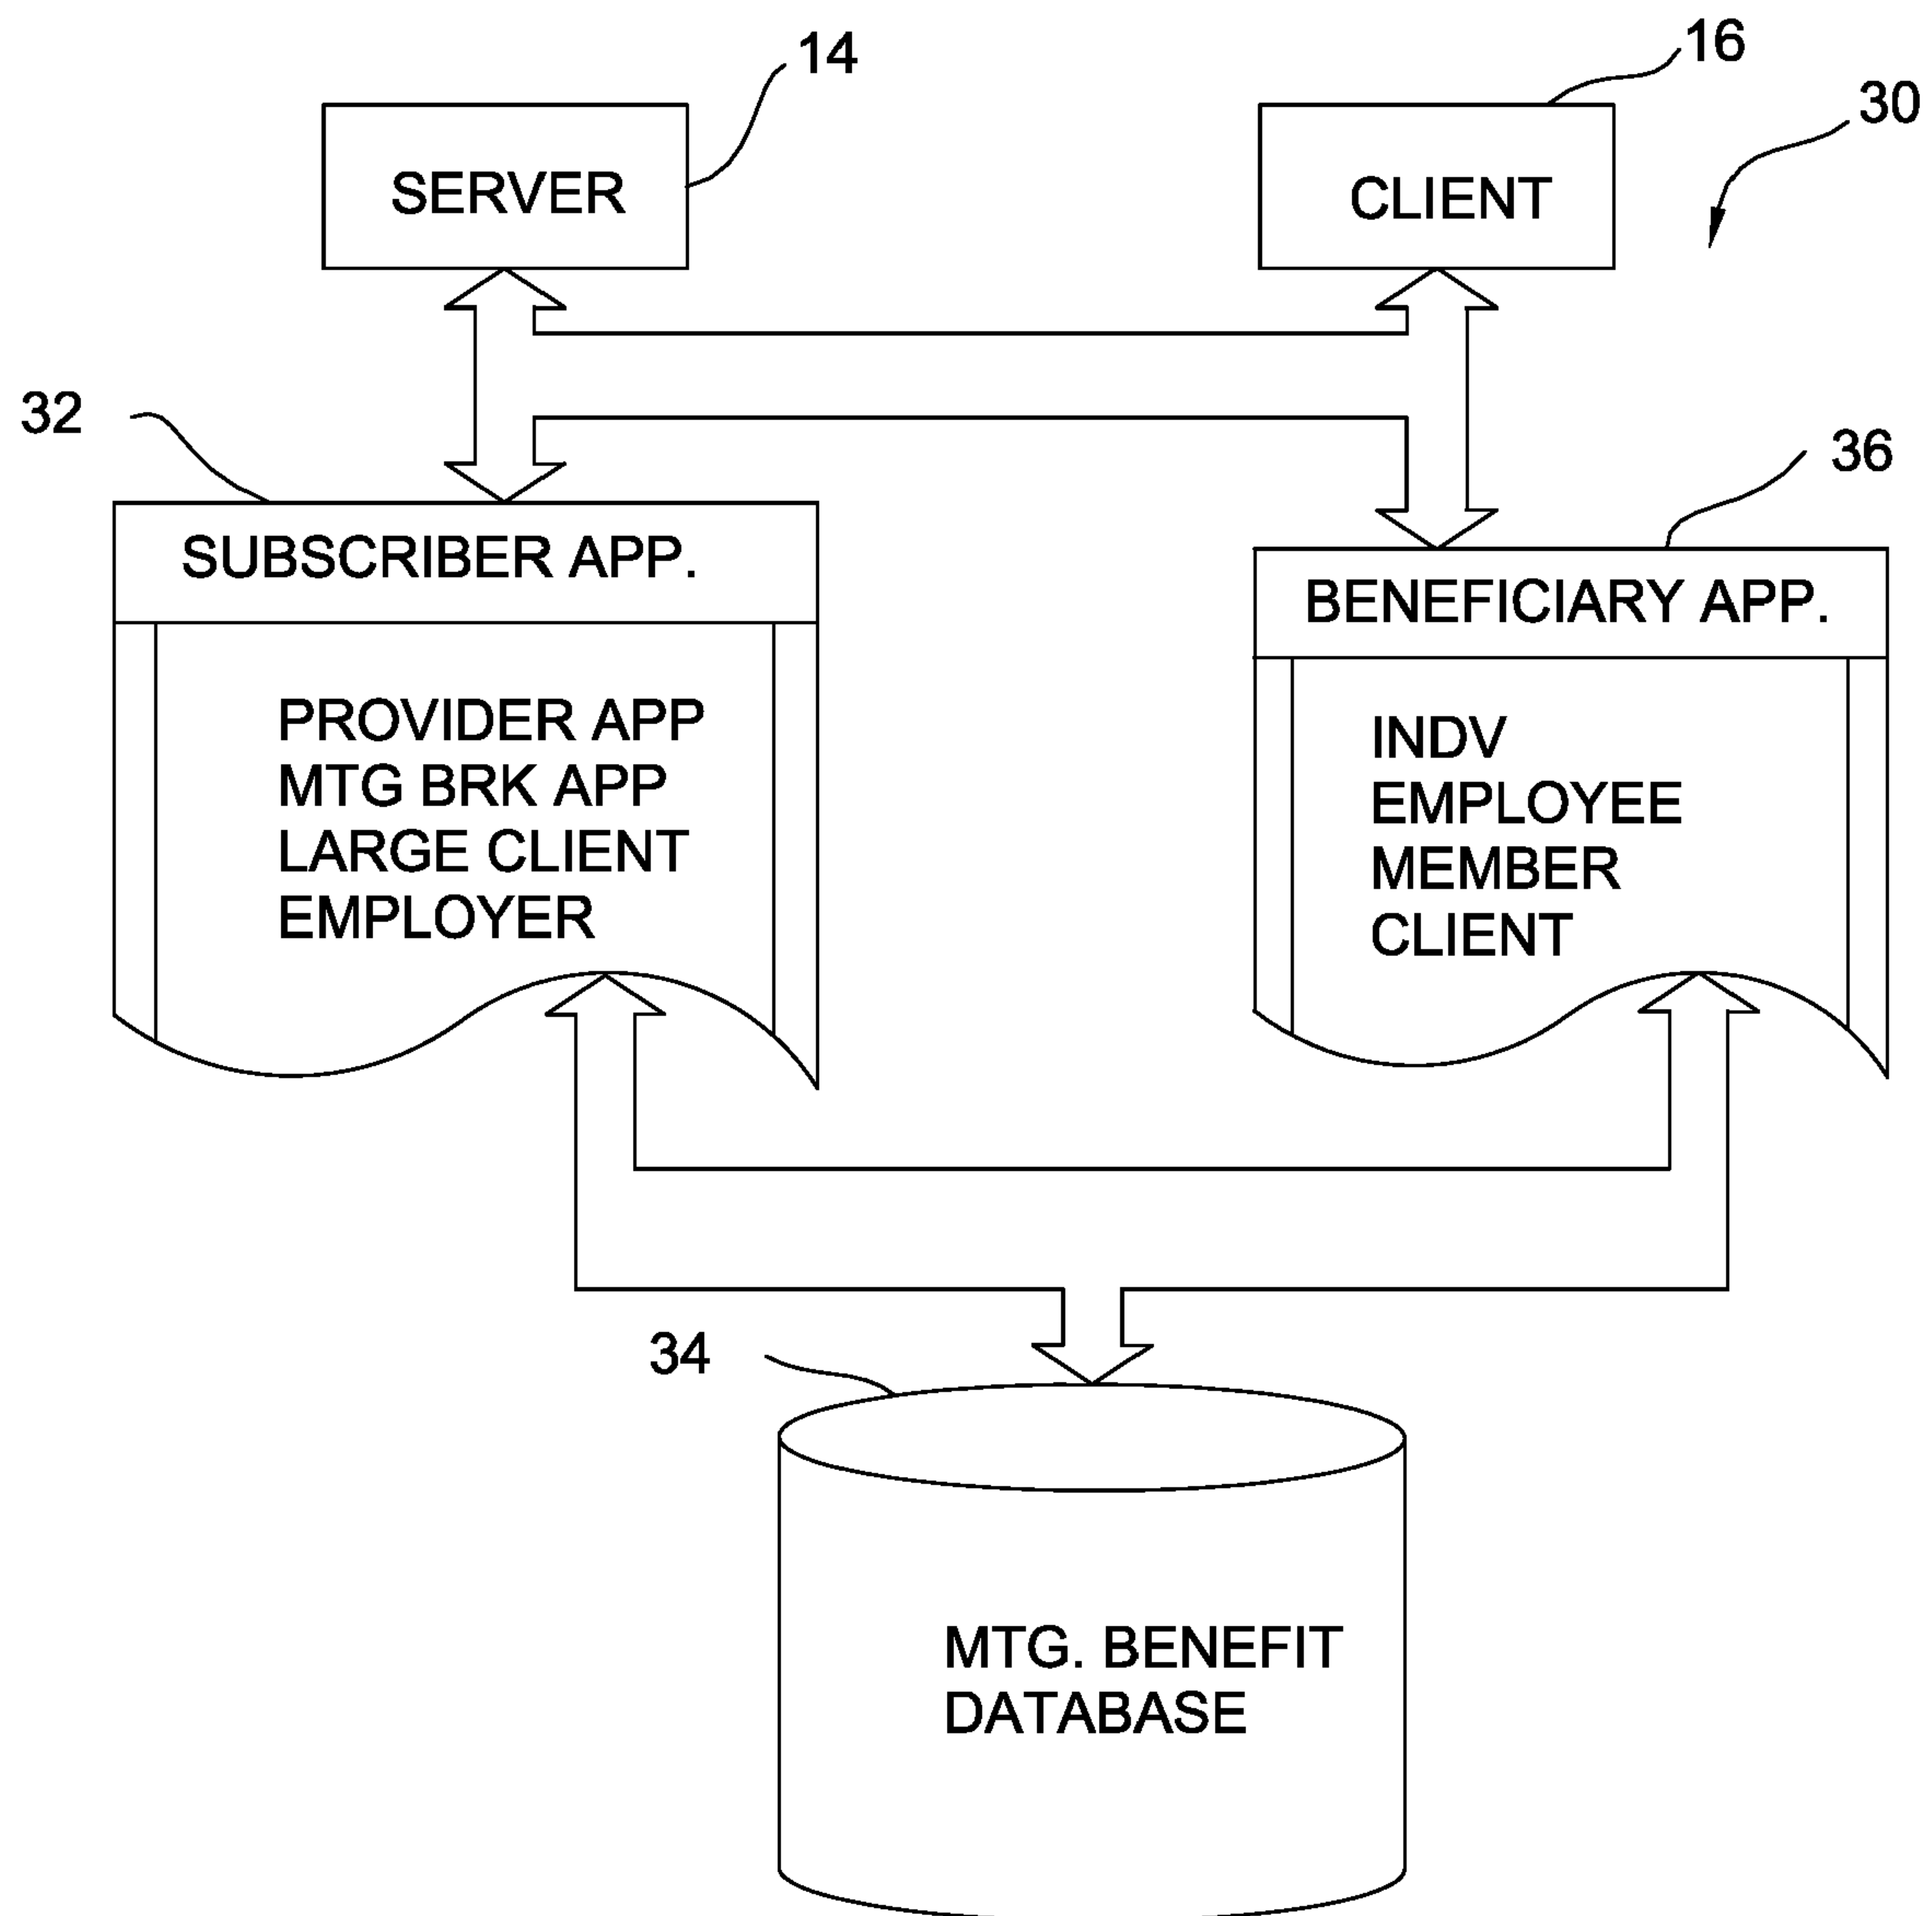 14
16
30
SERVER
CLIENT
32
36
SUBSCRIBER APP.
BENEFICIARY APP.
PROVIDER APP
MTG BRK APP
LARGE CLIENT
EMPLOYER
INDV
EMPLOYEE
MEMBER
CLIENT
34
MTG. BENEFIT
DATABASE